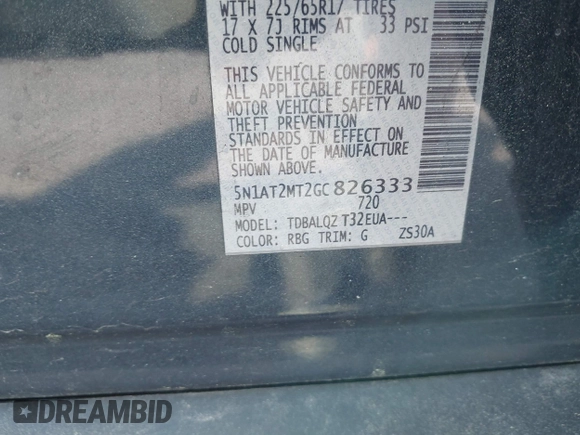 WITH 225/65R17 TIRES
17 X 7J RIMS AT 33 PSI
COLD SINGLE
THIS VEHICLE CONFORMS TO
ALL APPLICABLE FEDERAL
MOTOR VEHICLE SAFETY AND
THEFT PREVENTION
STANDARDS IN EFFECT ON
THE DATE OF MANUFACTURE
SHOWN ABOVE.
5N1AT2MT2GC826333
MPV 720
MODEL: TDBALQZ T32EUA---
COLOR: RBG TRIM: G ZS30A
DREAMBID